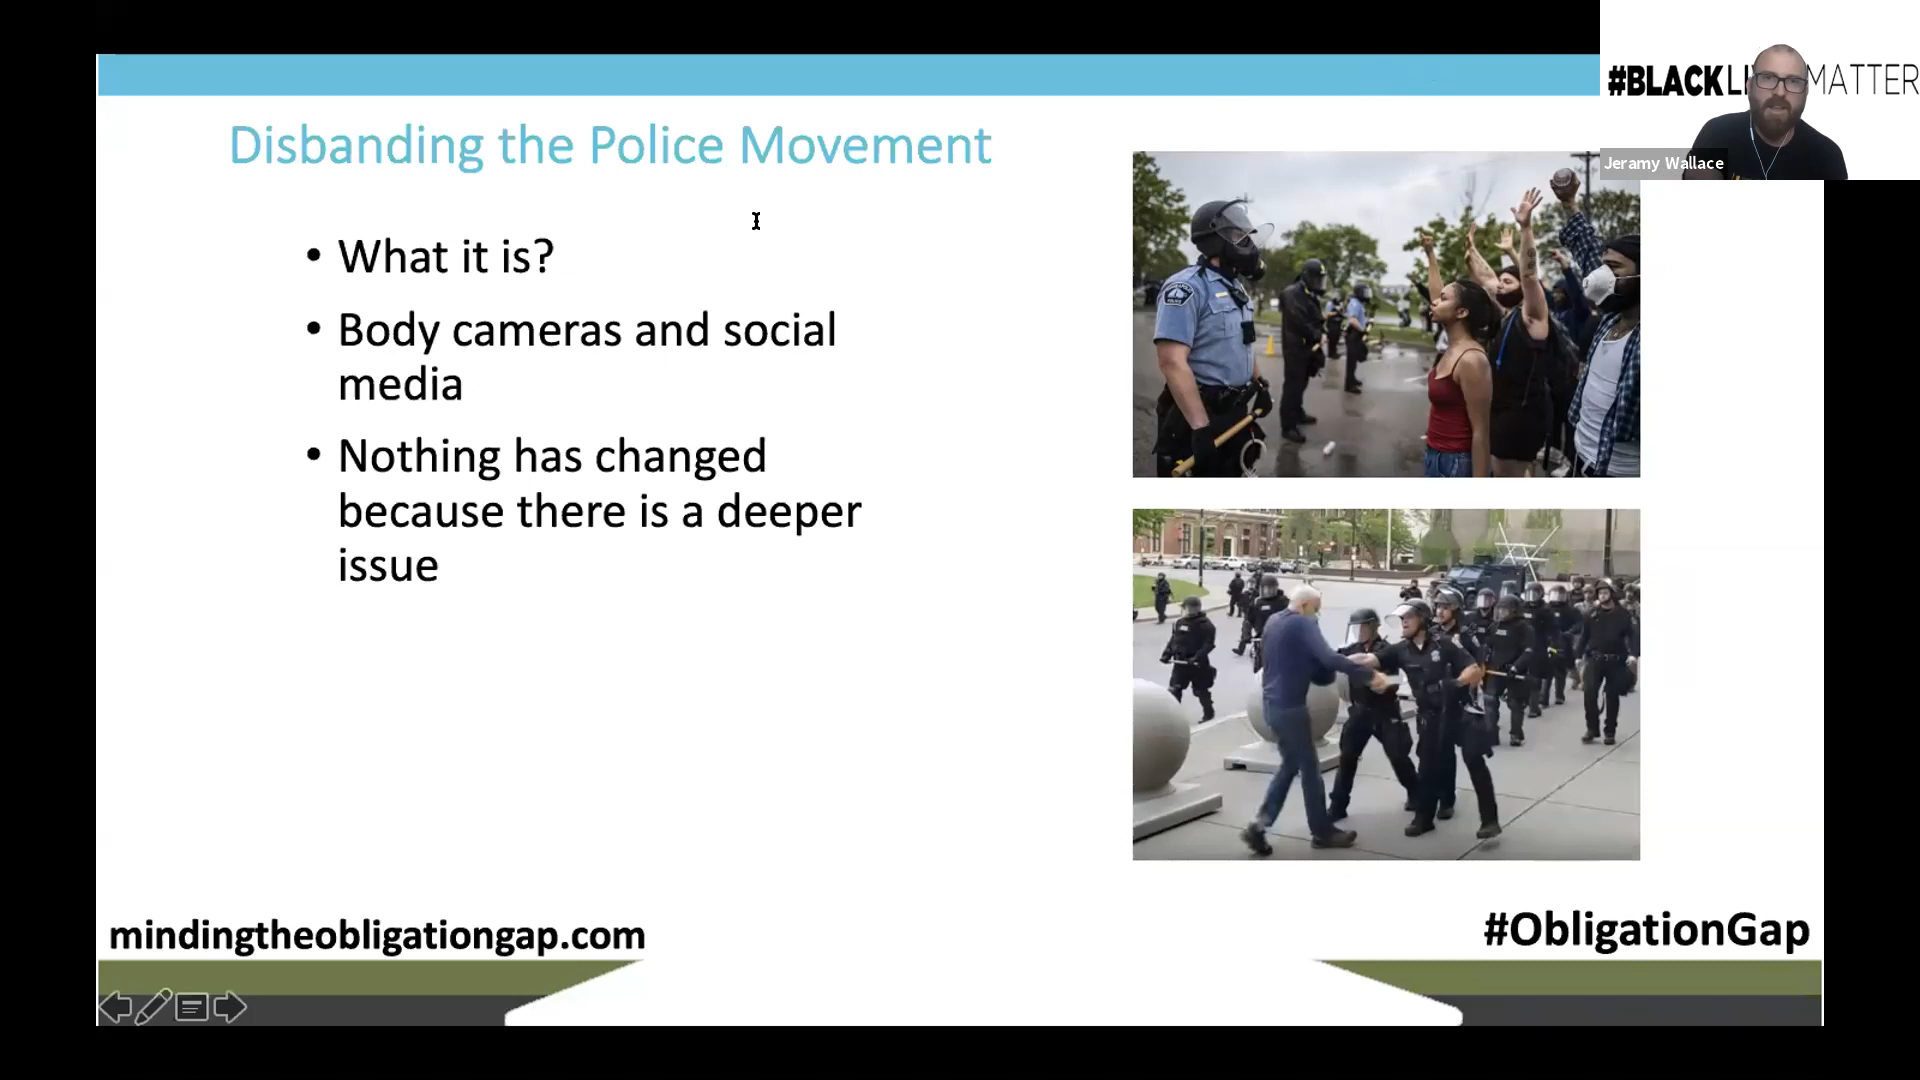 #BLACKLI MATTER
Jeramy Wallace
Disbanding the Police Movement
• What it is?
• Body cameras and social
media
• Nothing has changed
because there is a deeper
issue
mindingtheobligationgap.com
#ObligationGap